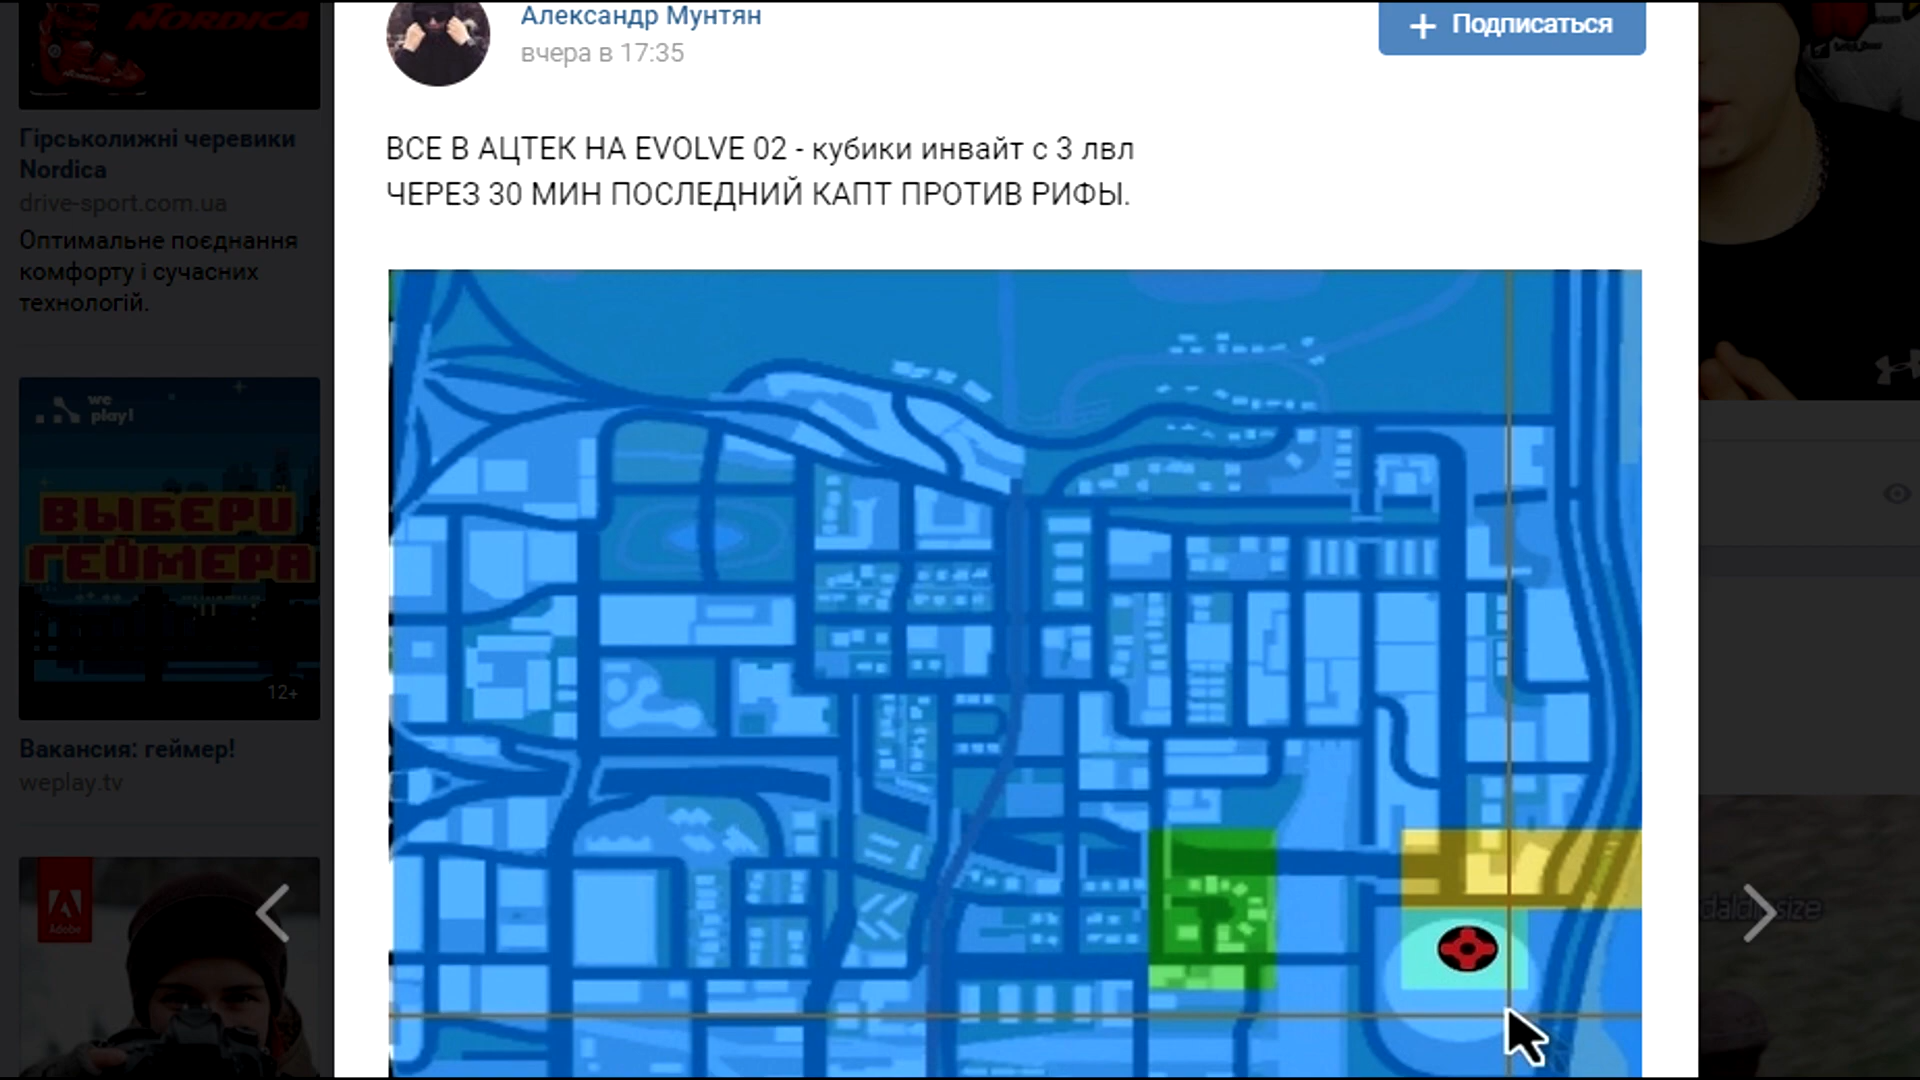 NORDICA
Гірськолижні черевики
Nordica
drive-sport.com.ua
Оптимальне поєднання
комфорту і сучасних
технологій.
we
play!
ВЫБЕРИ
ГЕЙМЕРА
12+
Вакансия: геймер!
weplay.tv
Adobe
Александр Мунтян
вчера в 17:35
Подписаться
ВСЕ В АЦТЕК НА EVOLVE 02 - кубики инвайт с 3 лвл
ЧЕРЕЗ 30 МИН ПОСЛЕДНИЙ КАПТ ПРОТИВ РИФЫ.